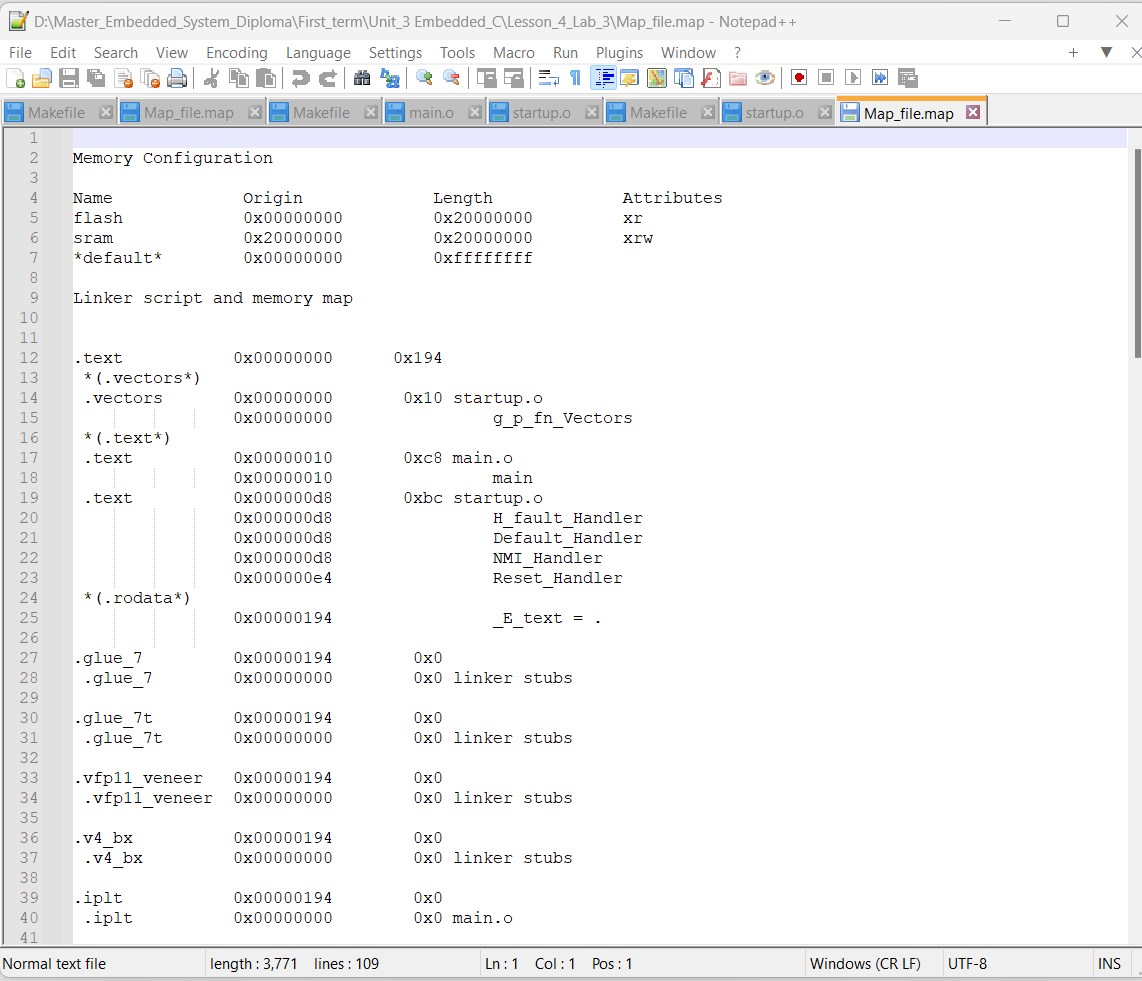 D:\Master_Embedded_System_Diploma\First_term\Unit_3 Embedded_C\Lesson_4_Lab_3\Map_file.map - Notepad++
File Edit Search View Encoding Language Settings Tools Macro Run Plugins Window ?
Makefile Map_file.map Makefile main.o startup.o Makefile startup.o Map_file.map
1
2 Memory Configuration
3
4 Name Origin Length Attributes
5 flash 0x00000000 0x20000000 xr
6 sram 0x20000000 0x20000000 xrw
7 *default* 0x00000000 0xffffffff
8
9 Linker script and memory map
10
11
12 .text 0x00000000 0x194
13 *(.vectors*)
14 .vectors 0x00000000 0x10 startup.o
15 0x00000000 g_p_fn_Vectors
16 *(.text*)
17 .text 0x00000010 0xc8 main.o
18 0x00000010 main
19 .text 0x000000d8 0xbc startup.o
20 0x000000d8 H_fault_Handler
21 0x000000d8 Default_Handler
22 0x000000d8 NMI_Handler
23 0x000000e4 Reset_Handler
24 *(.rodata*)
25 0x00000194 _E_text = .
26
27 .glue_7 0x00000194 0x0
28 .glue_7 0x00000000 0x0 linker stubs
29
30 .glue_7t 0x00000194 0x0
31 .glue_7t 0x00000000 0x0 linker stubs
32
33 .vfp11_veneer 0x00000194 0x0
34 .vfp11_veneer 0x00000000 0x0 linker stubs
35
36 .v4_bx 0x00000194 0x0
37 .v4_bx 0x00000000 0x0 linker stubs
38
39 .iplt 0x00000194 0x0
40 .iplt 0x00000000 0x0 main.o
41
Normal text file length : 3,771 lines : 109 Ln : 1 Col : 1 Pos : 1 Windows (CR LF) UTF-8 INS